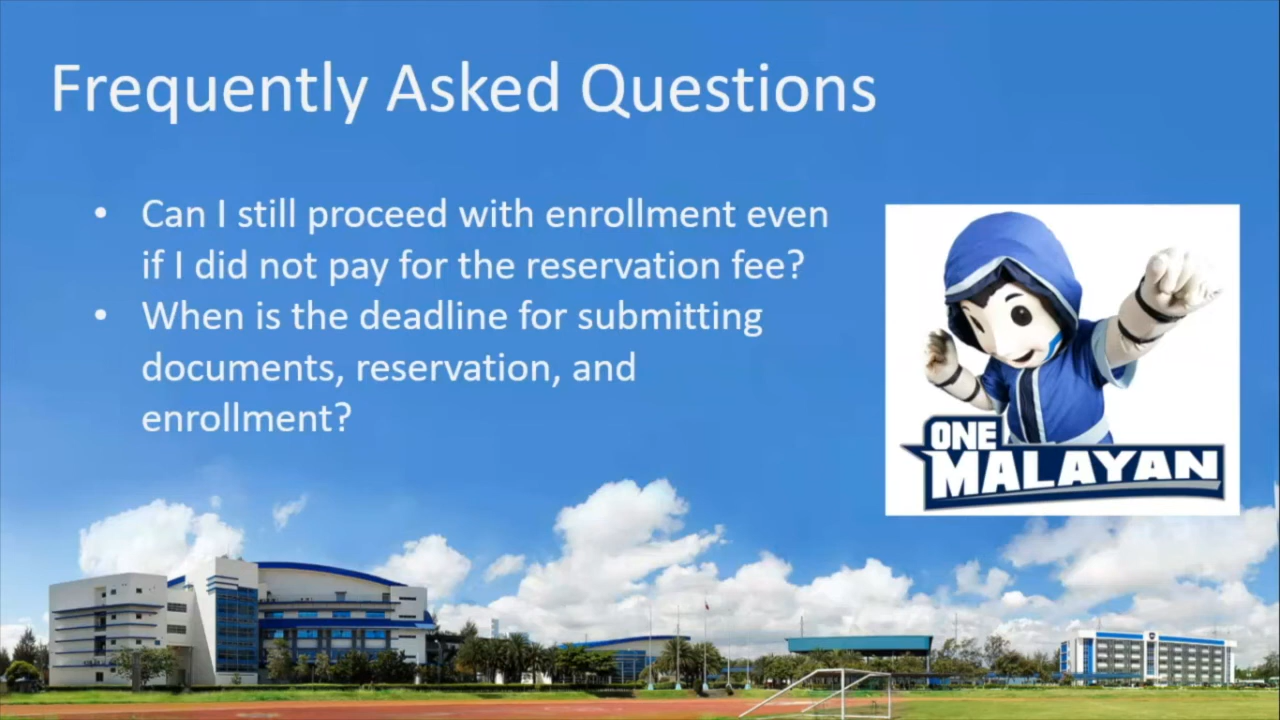 Frequently Asked Questions
• Can I still proceed with enrollment even
if I did not pay for the reservation fee?
• When is the deadline for submitting
documents, reservation, and
enrollment?
ONE
MALAYAN